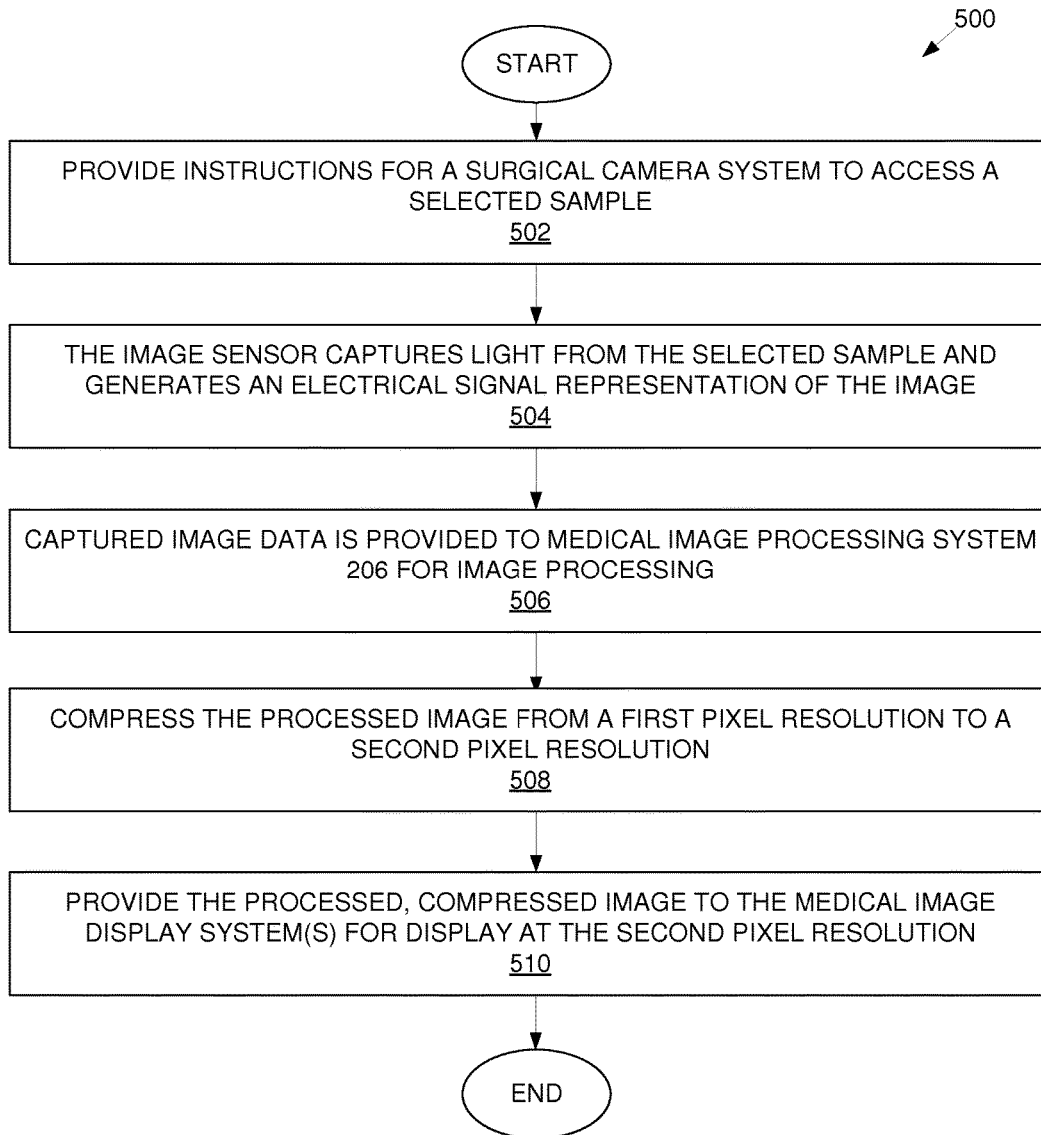 500
START
PROVIDE INSTRUCTIONS FOR A SURGICAL CAMERA SYSTEM TO ACCESS A
SELECTED SAMPLE
502
THE IMAGE SENSOR CAPTURES LIGHT FROM THE SELECTED SAMPLE AND
GENERATES AN ELECTRICAL SIGNAL REPRESENTATION OF THE IMAGE
504
CAPTURED IMAGE DATA IS PROVIDED TO MEDICAL IMAGE PROCESSING SYSTEM
206 FOR IMAGE PROCESSING
506
COMPRESS THE PROCESSED IMAGE FROM A FIRST PIXEL RESOLUTION TO A
SECOND PIXEL RESOLUTION
508
PROVIDE THE PROCESSED, COMPRESSED IMAGE TO THE MEDICAL IMAGE
DISPLAY SYSTEM(S) FOR DISPLAY AT THE SECOND PIXEL RESOLUTION
510
END